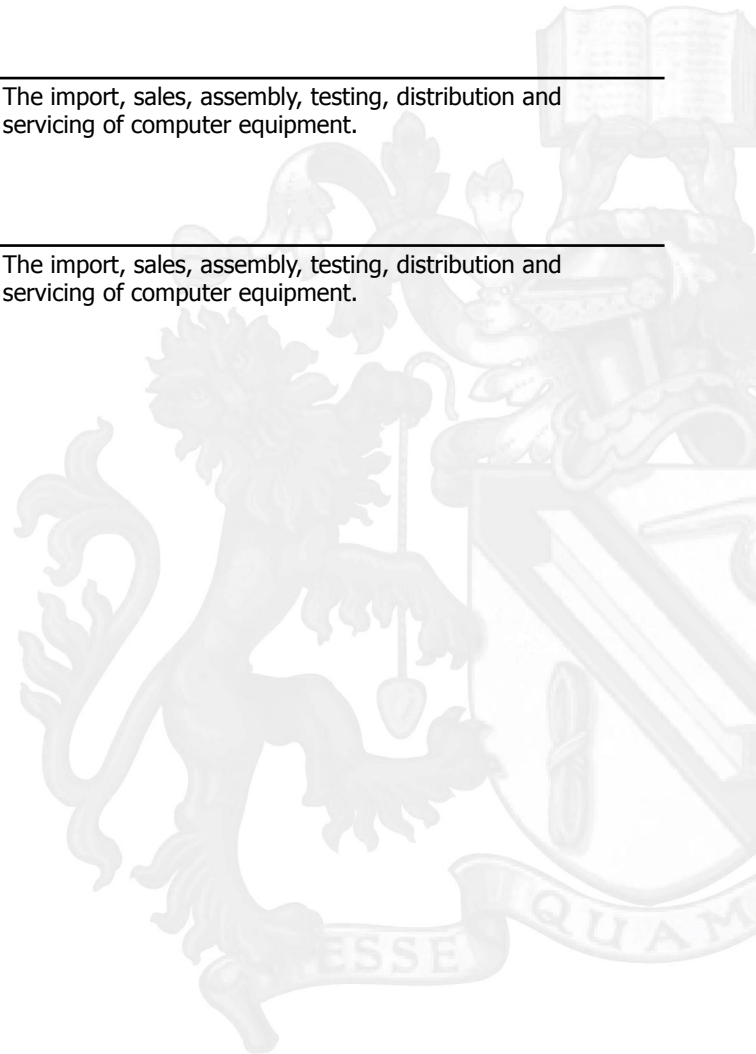 The import, sales, assembly, testing, distribution and
servicing of computer equipment.
The import, sales, assembly, testing, distribution and
servicing of computer equipment.
ESSE
QUAM